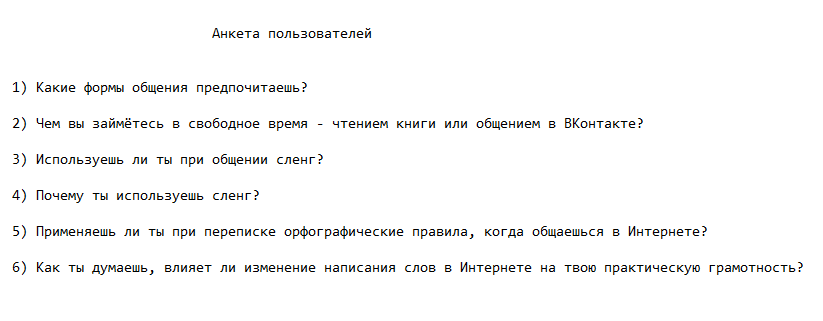 Анкета пользователей
1) Какие формы общения предпочитаешь?
2) Чем вы займётесь в свободное время - чтением книги или общением в ВКонтакте?
3) Используешь ли ты при общении сленг?
4) Почему ты используешь сленг?
5) Применяешь ли ты при переписке орфографические правила, когда общаешься в Интернете?
6) Как ты думаешь, влияет ли изменение написания слов в Интернете на твою практическую грамотность?